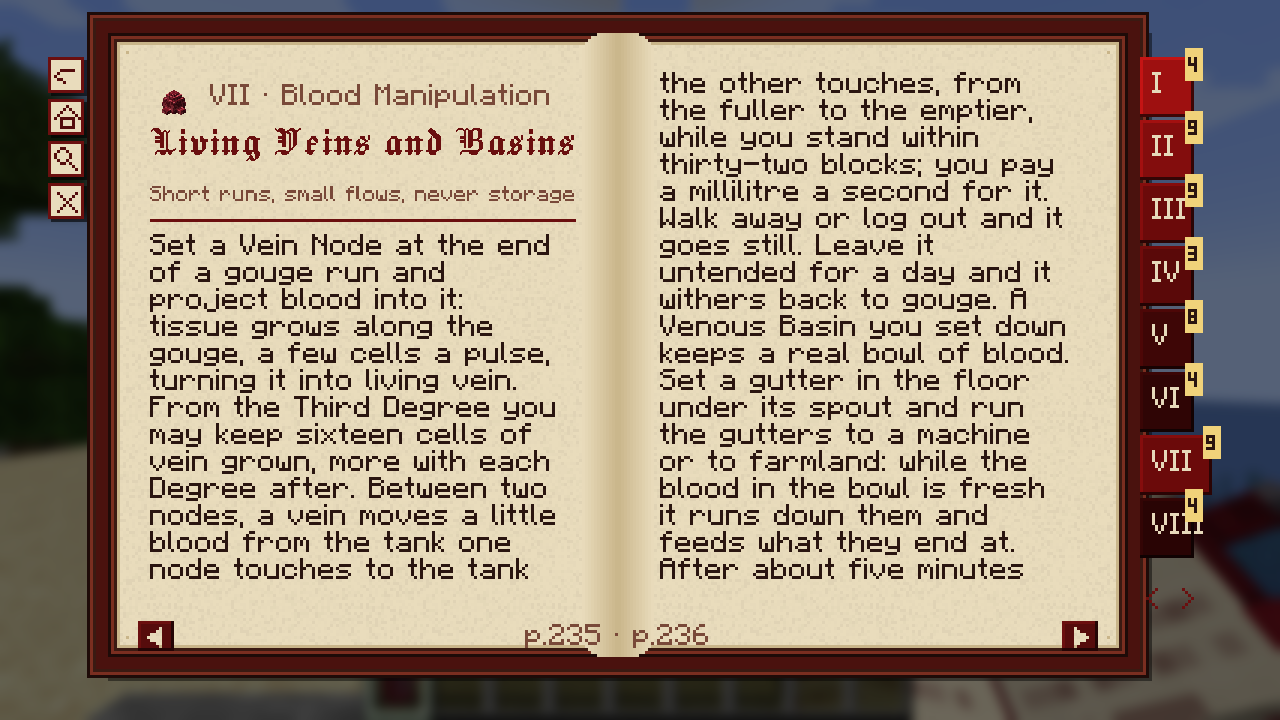 VII · Blood Manipulation
Living Veins and Basins
Short runs, small flows, never storage
Set a Vein Node at the end
of a gouge run and
project blood into it:
tissue grows along the
gouge, a few cells a pulse,
turning it into living vein.
From the Third Degree you
may keep sixteen cells of
vein grown, more with each
Degree after. Between two
nodes, a vein moves a little
blood from the tank one
node touches to the tank
the other touches, from
the fuller to the emptier,
while you stand within
thirty-two blocks; you pay
a millilitre a second for it.
Walk away or log out and it
goes still. Leave it
untended for a day and it
withers back to gouge. A
Venous Basin you set down
keeps a real bowl of blood.
Set a gutter in the floor
under its spout and run
the gutters to a machine
or to farmland: while the
blood in the bowl is fresh
it runs down them and
feeds what they end at.
After about five minutes
p.235 · p.236
I 4
II 9
III 9
IV 3
V 8
VI 4
VII 9
VIII 4